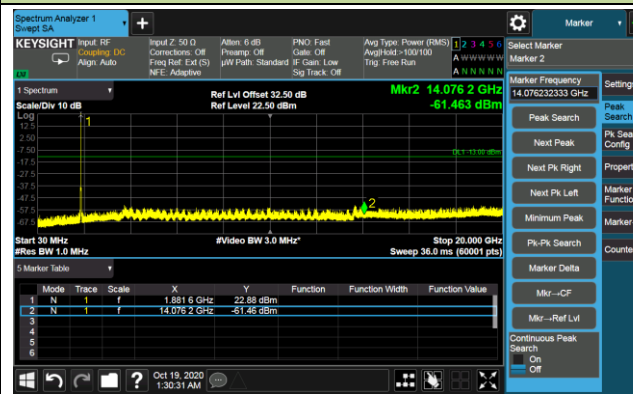 Spectrum Analyzer 1
Swept SA
Marker
KEYSIGHT
Input: RF
Coupling: DC
Align: Auto
Input Z: 50 Ω
Corrections: Off
Freq Ref: Ext (S)
NFE: Adaptive
Atten: 6 dB
Preamp: Off
µW Path: Standard
PNO: Fast
Gate: Off
IF Gain: Low
Sig Track: Off
Avg Type: Power (RMS)
Avg|Hold:>100/100
Trig: Free Run
1 2 3 4 5 6
A W W W W W
A N N N N N
Select Marker
Marker 2
1 Spectrum
Scale/Div 10 dB
Log
Ref Lvl Offset 32.50 dB
Ref Level 22.50 dBm
Mkr2 14.076 2 GHz
-61.463 dBm
12.5
2.50
-7.50
-17.5
-27.5
-37.5
-47.5
-57.5
-67.5
1
2
DL1 -13.00 dBm
Start 30 MHz
#Res BW 1.0 MHz
#Video BW 3.0 MHz*
Stop 20.000 GHz
Sweep 36.0 ms (60001 pts)
5 Marker Table
Mode Trace Scale X Y Function Function Width Function Value
1 N 1 f 1.881 6 GHz 22.88 dBm
2 N 1 f 14.076 2 GHz -61.46 dBm
3
4
5
6
Marker Frequency
14.076232333 GHz
Peak Search
Next Peak
Next Pk Right
Next Pk Left
Minimum Peak
Pk-Pk Search
Marker Delta
Mkr→CF
Mkr→Ref Lvl
Continuous Peak
Search
On
Off
Settings
Peak
Search
Pk Sea
Config
Propert
Marker
Function
Marker
Counte
Oct 19, 2020
1:30:31 AM